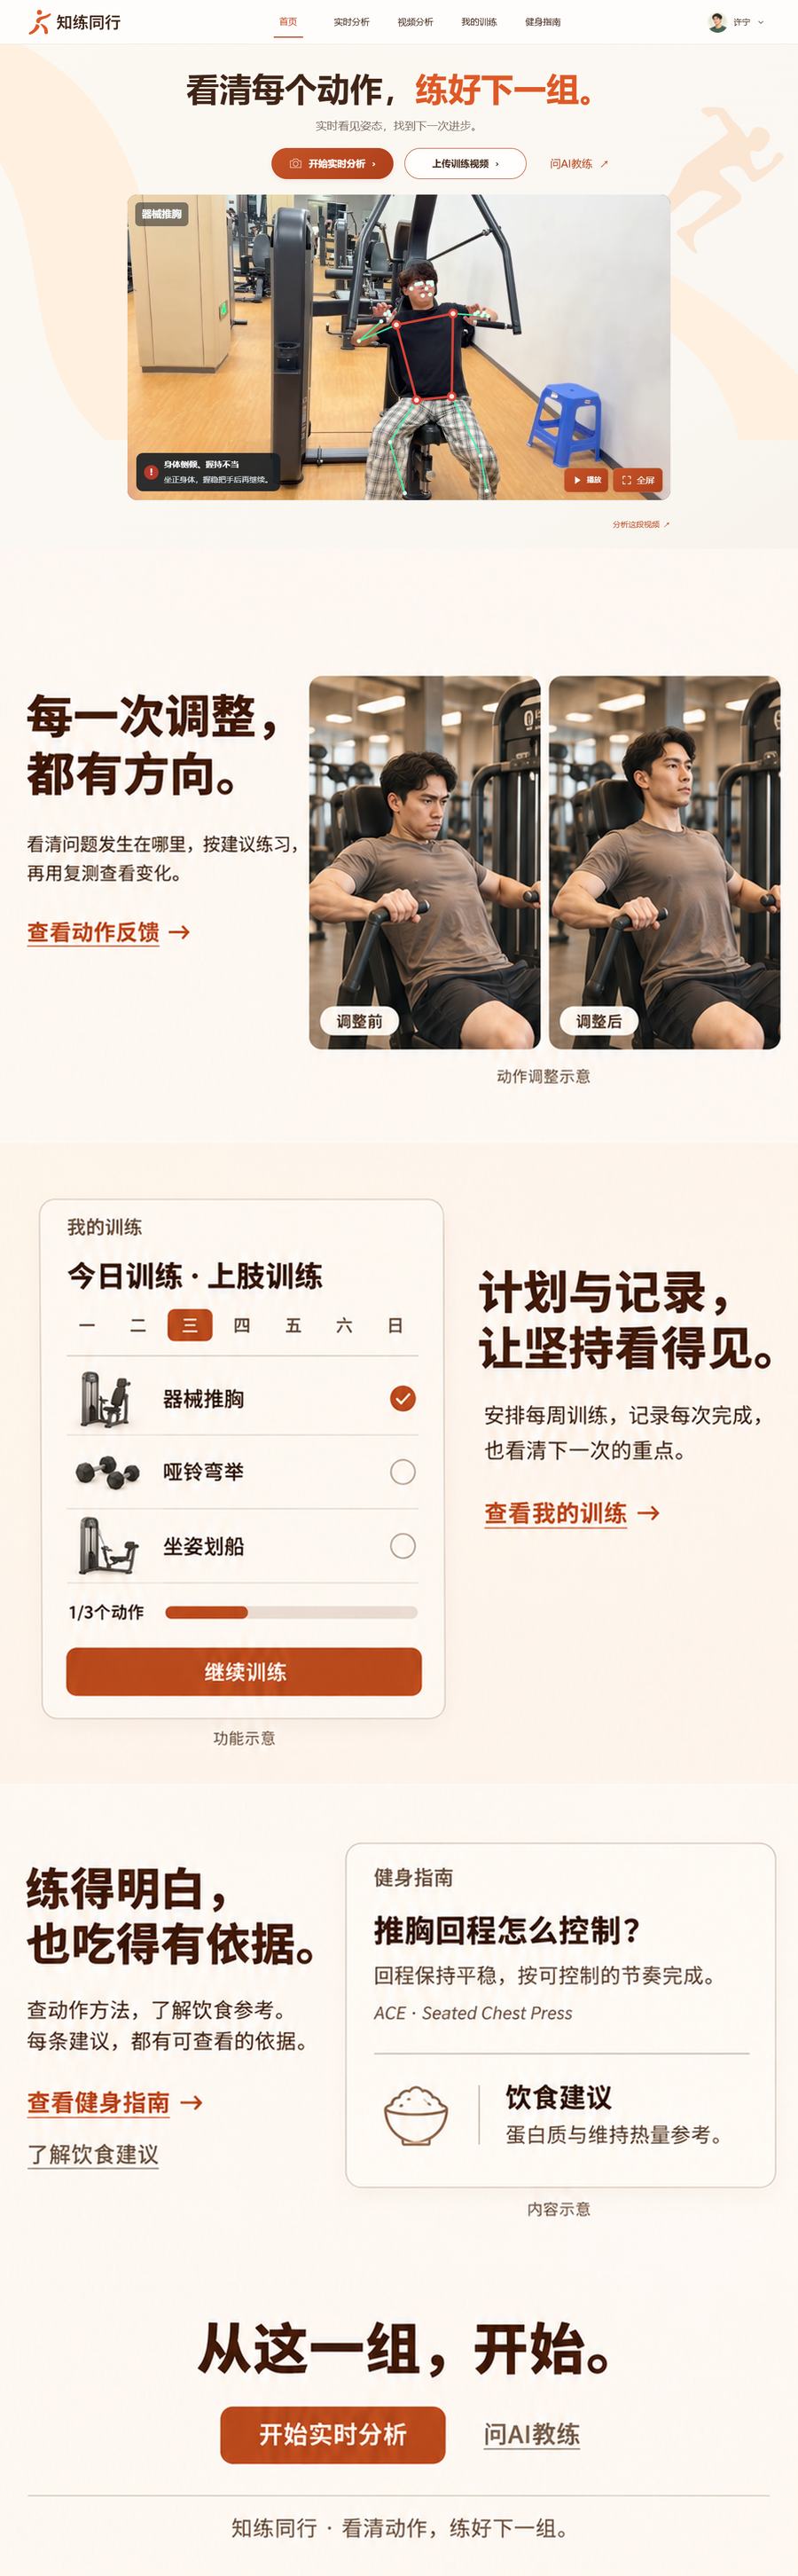 知练同行
首页
实时分析
视频分析
我的训练
健身指南
许宁
看清每个动作，练好下一组。
实时看见姿态，找到下一次进步。
开始实时分析 ›
上传训练视频 ›
问AI教练 ↗
器械推胸
身体侧倾、握持不当
坐正身体，握稳把手后再继续。
播放
全屏
分析这段视频 ↗
每一次调整，
都有方向。
看清问题发生在哪里，按建议练习，
再用复测查看变化。
查看动作反馈 →
调整前
调整后
动作调整示意
我的训练
今日训练 · 上肢训练
一 二 三 四 五 六 日
器械推胸
哑铃弯举
坐姿划船
1/3个动作
继续训练
功能示意
计划与记录，
让坚持看得见。
安排每周训练，记录每次完成，
也看清下一次的重点。
查看我的训练 →
练得明白，
也吃得有依据。
查动作方法，了解饮食参考。
每条建议，都有可查看的依据。
查看健身指南 →
了解饮食建议
健身指南
推胸回程怎么控制？
回程保持平稳，按可控制的节奏完成。
ACE · Seated Chest Press
饮食建议
蛋白质与维持热量参考。
内容示意
从这一组，开始。
开始实时分析
问AI教练
知练同行 · 看清动作，练好下一组。